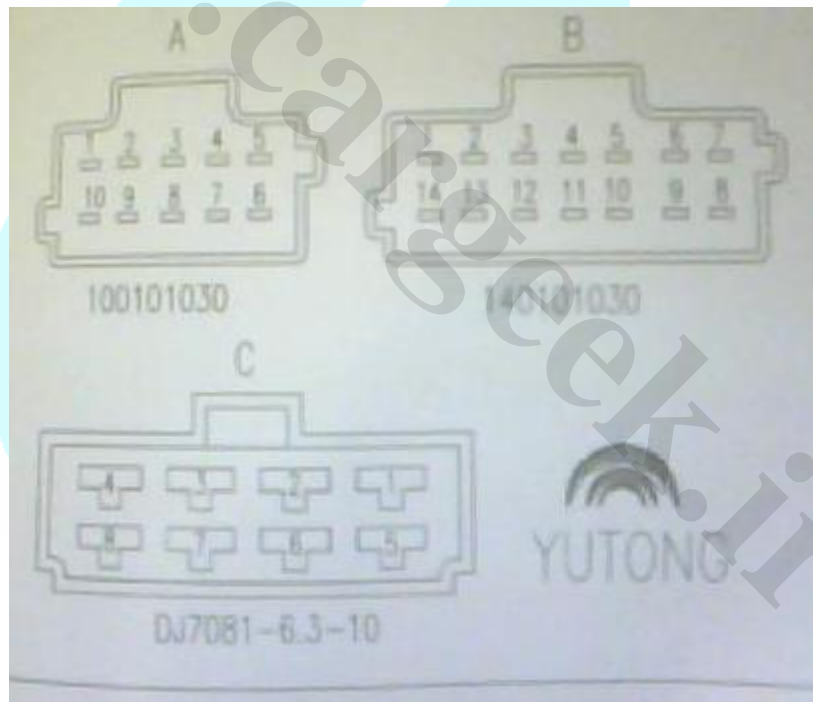 A
1 2 3 4 5
10 9 8 7 6
100101030
B
2 3 4 5 6 7
14 13 12 11 10 9 8
140101030
C
4 3 2 1
8 7 6 5
DJ7081-6.3-10
YUTONG
.cargeek.ir